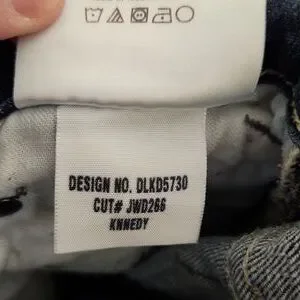 DESIGN NO. DLKD5730
CUT# JWD266
KNNEDY